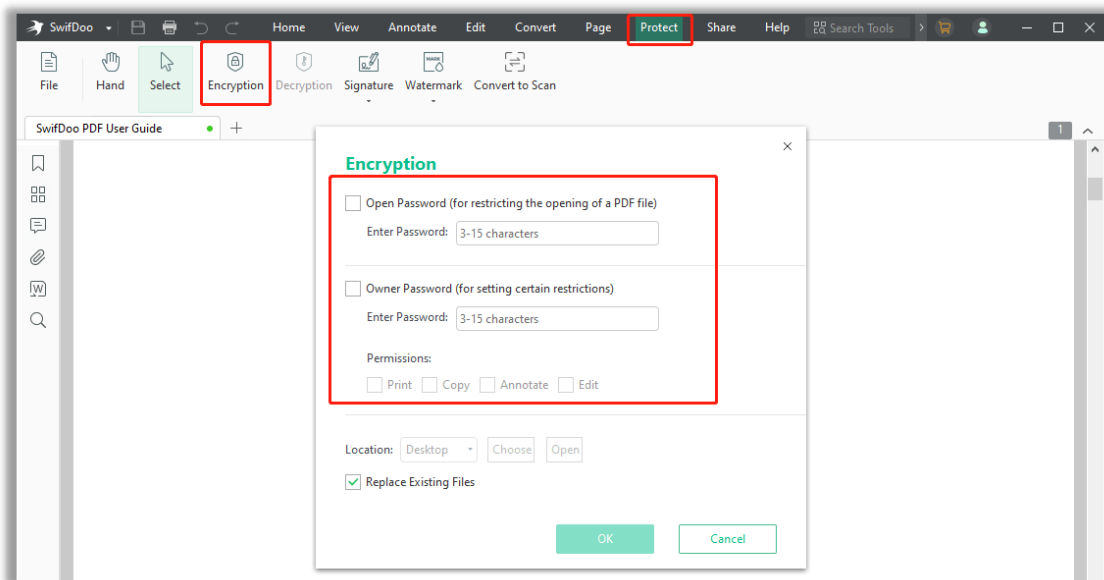 SwifDoo Home View Annotate Edit Convert Page Protect Share Help Search Tools
File Hand Select Encryption Decryption Signature Watermark Convert to Scan
MARK
SwifDoo PDF User Guide
1
Encryption
Open Password (for restricting the opening of a PDF file)
Enter Password: 3-15 characters
Owner Password (for setting certain restrictions)
Enter Password: 3-15 characters
Permissions:
Print Copy Annotate Edit
Location: Desktop Choose Open
Replace Existing Files
OK Cancel